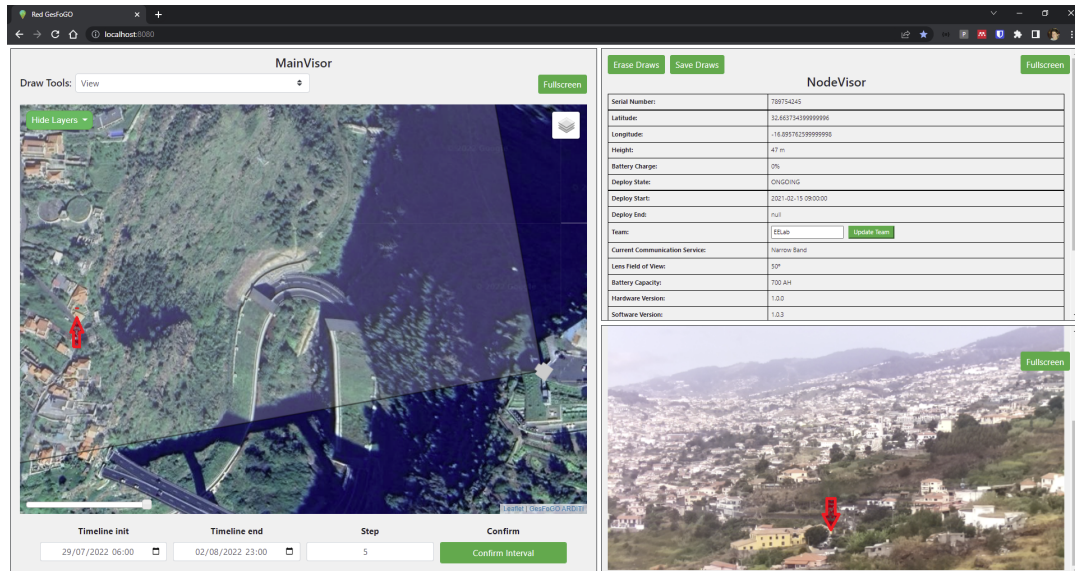 Red GesFoGO
localhost:8080
MainVisor
Draw Tools: View
Fullscreen
Hide Layers
Leaflet | GesFoGO ARDITI
Timeline init Timeline end Step Confirm
29/07/2022 06:00 02/08/2022 23:00 5 Confirm Interval
Erase Draws Save Draws Fullscreen
NodeVisor
Serial Number: 789754245
Latitude: 32.663734399999996
Longitude: -16.895762599999998
Height: 47 m
Battery Charge: 0%
Deploy State: ONGOING
Deploy Start: 2021-02-15 09:00:00
Deploy End: null
Team: EELab Update Team
Current Communication Service: Narrow Band
Lens Field of View: 50°
Battery Capacity: 700 AH
Hardware Version: 1.0.0
Software Version: 1.0.3
Fullscreen